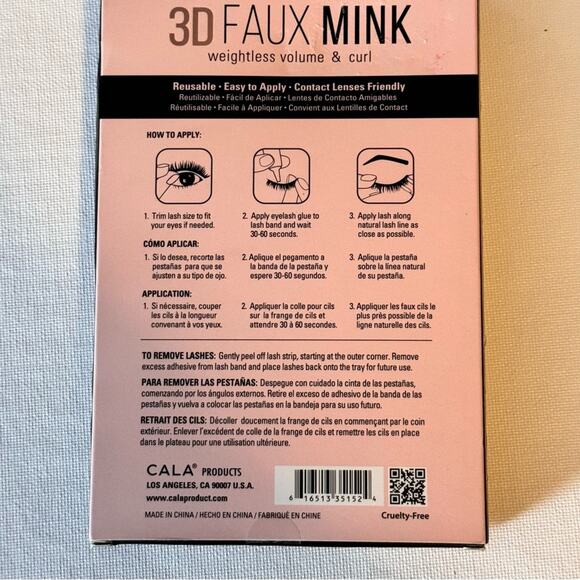 3D FAUX MINK
weightless volume & curl
Reusable • Easy to Apply • Contact Lenses Friendly
Reutilizable • Fácil de Aplicar • Lentes de Contacto Amigables
Réutilisable • Facile à Appliquer • Convient aux Lentilles de Contact
HOW TO APPLY:
1. Trim lash size to fit your eyes if needed.
2. Apply eyelash glue to lash band and wait 30-60 seconds.
3. Apply lash along natural lash line as close as possible.
CÓMO APLICAR:
1. Si lo desea, recorte las pestañas para que se ajusten a su tipo de ojo.
2. Aplique el pegamento a la banda de la pestaña y espere 30-60 segundos.
3. Aplique la pestaña sobre la línea natural de su pestaña.
APPLICATION:
1. Si nécessaire, couper les cils à la longueur convenant à vos yeux.
2. Appliquer la colle pour cils sur la frange de cils et attendre 30 à 60 secondes.
3. Appliquer les faux cils le plus près possible de la ligne naturelle des cils.
TO REMOVE LASHES: Gently peel off lash strip, starting at the outer corner. Remove
excess adhesive from lash band and place lashes back onto the tray for future use.
PARA REMOVER LAS PESTAÑAS: Despegue con cuidado la cinta de las pestañas,
comenzando por los ángulos externos. Retire el exceso de adhesivo de la banda de las
pestañas y vuelva a colocar las pestañas en la bandeja para su uso futuro.
RETRAIT DES CILS: Décoller doucement la frange de cils en commençant par le coin
extérieur. Enlever l'excédent de colle de la frange de cils et remettre les cils en place
dans le plateau pour une utilisation ultérieure.
CALA® PRODUCTS
LOS ANGELES, CA 90007 U.S.A.
www.calaproduct.com
MADE IN CHINA / HECHO EN CHINA / FABRIQUÉ EN CHINE
6 16513 35152 4
Cruelty-Free